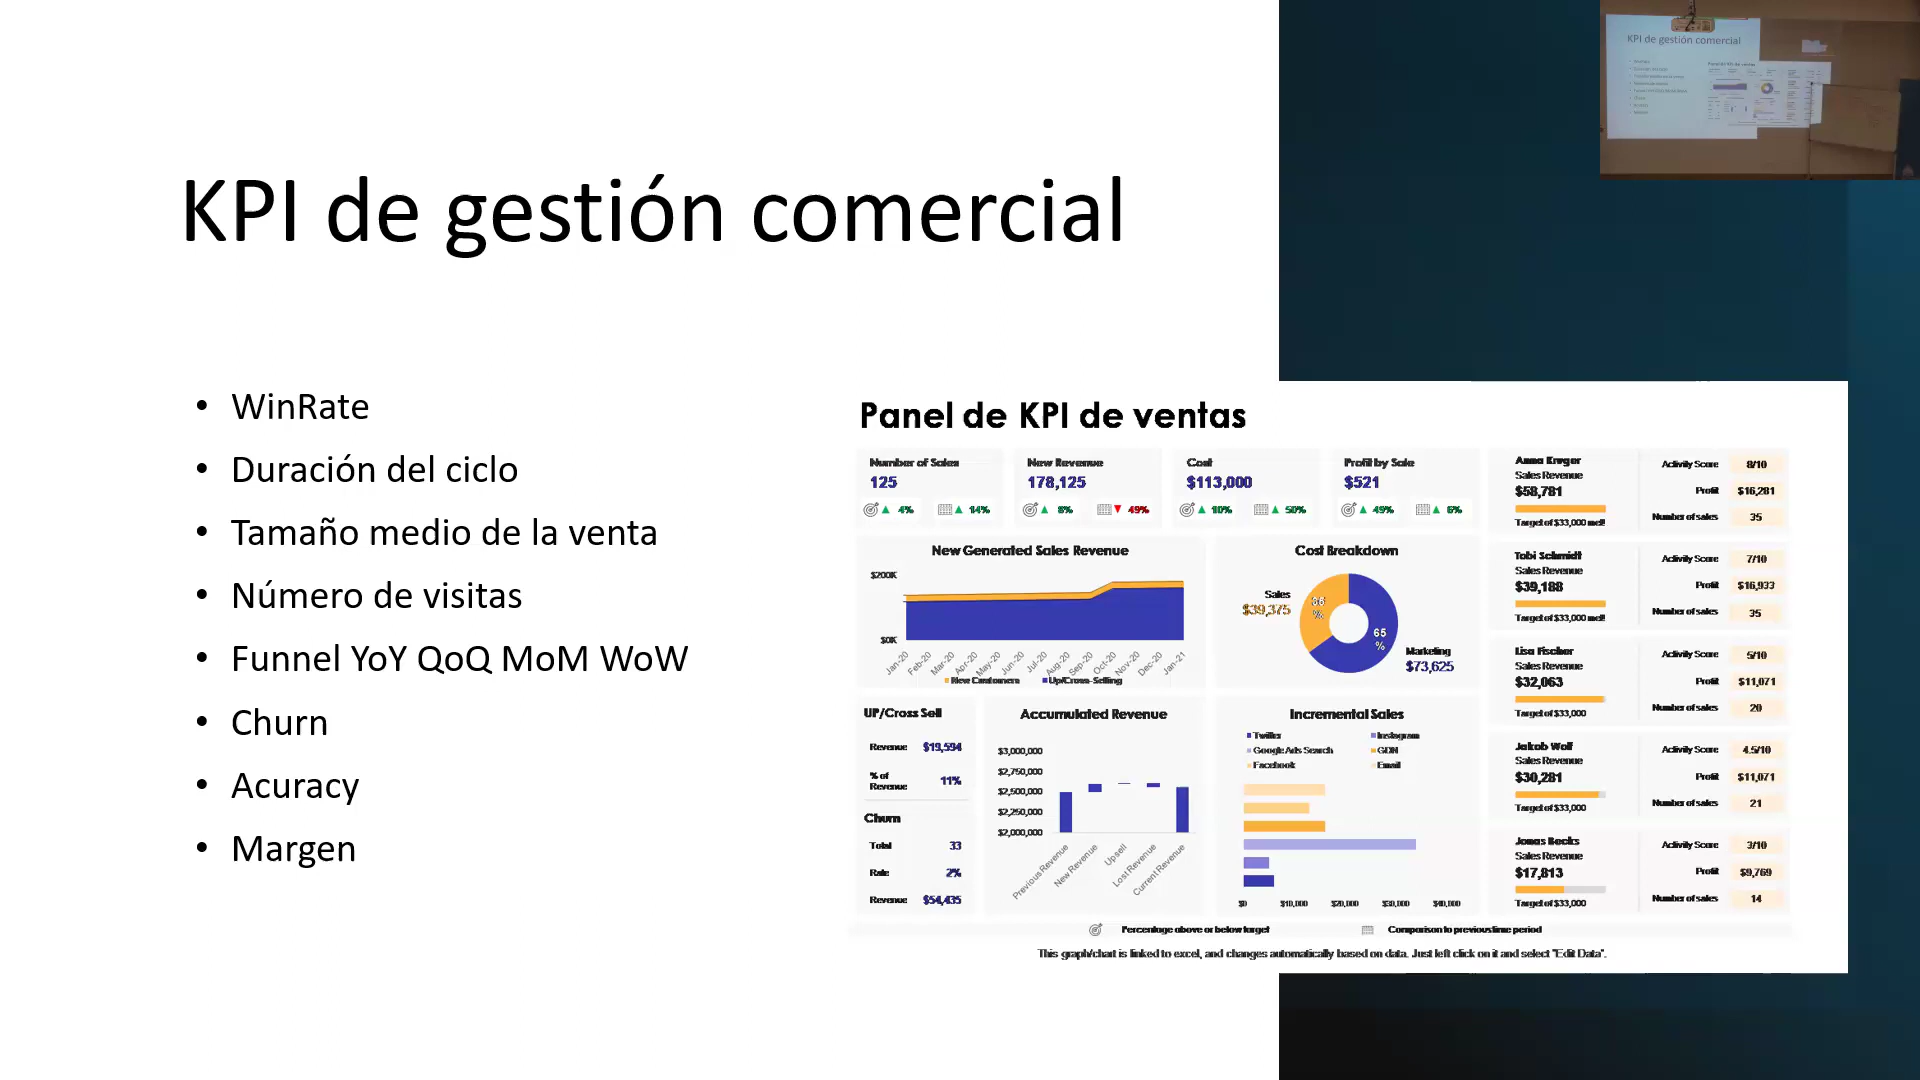 KPI de gestión comercial
• WinRate
• Duración del ciclo
• Tamaño medio de la venta
• Número de visitas
• Funnel YoY QoQ MoM WoW
• Churn
• Acuracy
• Margen
Panel de KPI de ventas
Number of Sales
125
4% 14%
New Revenue
178,125
8% 49%
Cost
$113,000
10% 50%
Profit by Sale
$521
49% 6%
New Generated Sales Revenue
$200K
$0K
Jan-20 Feb-20 Mar-20 Apr-20 May-20 Jun-20 Jul-20 Aug-20 Sep-20 Oct-20 Nov-20 Dec-20 Jan-21
New Customers Up/Cross-Selling
Cost Breakdown
Sales
$39,375
%
65
%
Marketing
$73,625
UP/Cross Sell
Revenue $19,594
% of
Revenue 11%
Churn
Total 33
Rate 2%
Revenue $54,435
Accumulated Revenue
$3,000,000
$2,750,000
$2,500,000
$2,250,000
$2,000,000
Previous Revenue New Revenue Upsell Lost Revenue Current Revenue
Incremental Sales
Twitter Instagram
Google Ads Search GDN
Facebook Email
$0 $10,000 $20,000 $30,000 $40,000
Anna Kruger
Sales Revenue
$58,781
Target of $33,000 met!
Activity Score 8/10
Profit $16,281
Number of sales 35
Tobi Schmidt
Sales Revenue
$39,188
Target of $33,000 met!
Activity Score 7/10
Profit $16,933
Number of sales 35
Lisa Fischer
Sales Revenue
$32,063
Target of $33,000
Activity Score 5/10
Profit $11,071
Number of sales 20
Jakob Wolf
Sales Revenue
$30,281
Target of $33,000
Activity Score 4.5/10
Profit $11,071
Number of sales 21
Jonas Becks
Sales Revenue
$17,813
Target of $33,000
Activity Score 3/10
Profit $9,769
Number of sales 14
Percentage above or below target
Comparison to previous time period
This graph/chart is linked to excel, and changes automatically based on data. Just left click on it and select "Edit Data".
KPI de gestión comercial